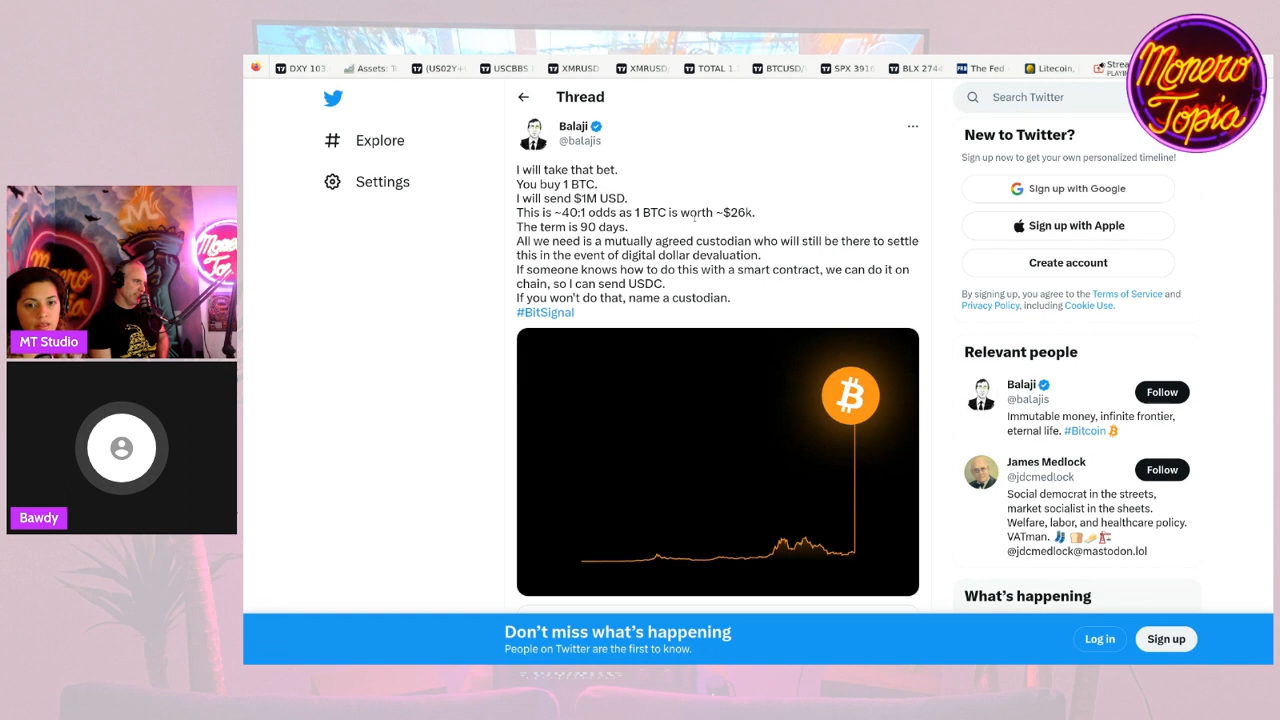 DXY 103.
Assets: T
(US02Y+
USCBBS
XMRUSD
XMRUSD/
TOTAL 1.
BTCUSD/
SPX 3916
BLX 2744
The Fed
Litecoin,
Strea
Monero
Topia
Thread
Search Twitter
Explore
Settings
Balaji
@balajis
I will take that bet.
You buy 1 BTC.
I will send $1M USD.
This is ~40:1 odds as 1 BTC is worth ~$26k.
The term is 90 days.
All we need is a mutually agreed custodian who will still be there to settle
this in the event of digital dollar devaluation.
If someone knows how to do this with a smart contract, we can do it on
chain, so I can send USDC.
If you won't do that, name a custodian.
#BitSignal
New to Twitter?
Sign up now to get your own personalized timeline!
Sign up with Google
Sign up with Apple
Create account
By signing up, you agree to the Terms of Service and
Privacy Policy, including Cookie Use.
Relevant people
Balaji
@balajis
Follow
Immutable money, infinite frontier,
eternal life. #Bitcoin
James Medlock
@jdcmedlock
Follow
Social democrat in the streets,
market socialist in the sheets.
Welfare, labor, and healthcare policy.
VATman.
@jdcmedlock@mastodon.lol
What's happening
MT Studio
Bawdy
Don't miss what's happening
People on Twitter are the first to know.
Log in
Sign up